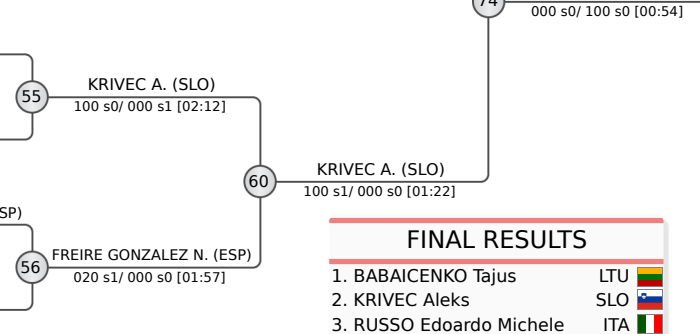 74
000 s0/ 100 s0 [00:54]
KRIVEC A. (SLO)
55
100 s0/ 000 s1 [02:12]
KRIVEC A. (SLO)
60
100 s1/ 000 s0 [01:22]
SP)
FREIRE GONZALEZ N. (ESP)
56
020 s1/ 000 s0 [01:57]
FINAL RESULTS
1. BABAICENKO Tajus LTU
2. KRIVEC Aleks SLO
3. RUSSO Edoardo Michele ITA